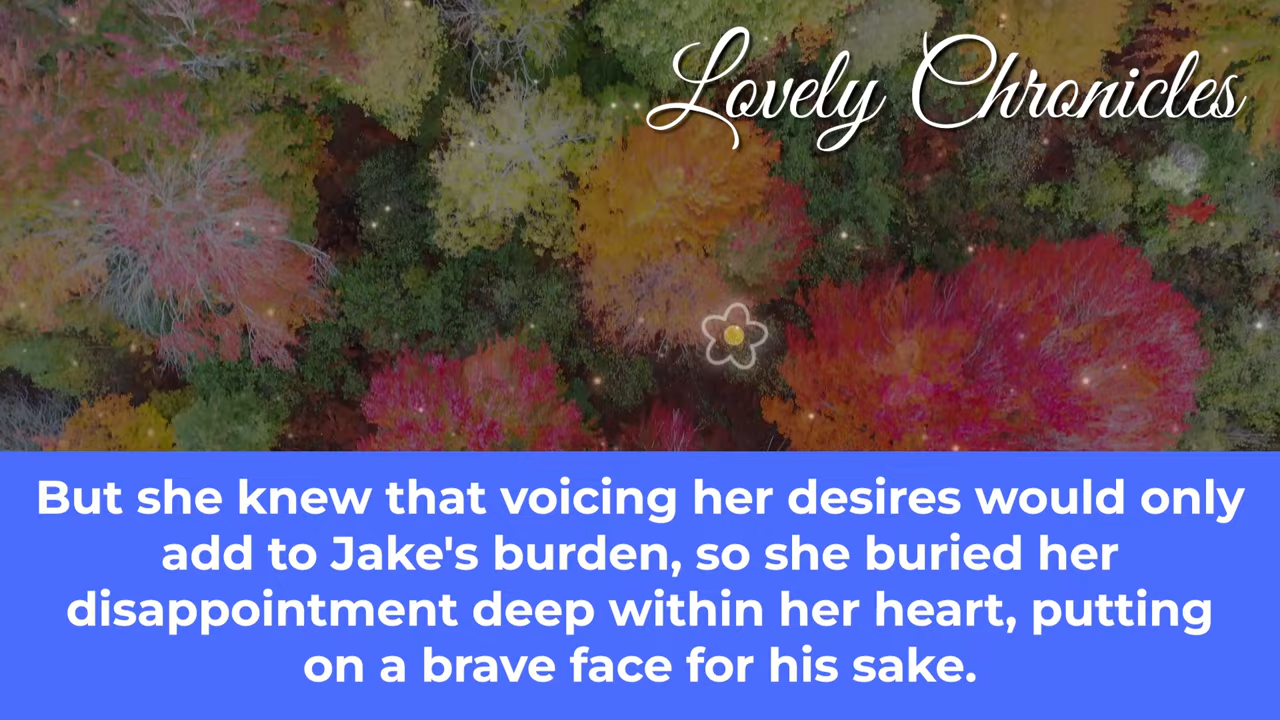 Lovely Chronicles
But she knew that voicing her desires would only
add to Jake's burden, so she buried her
disappointment deep within her heart, putting
on a brave face for his sake.